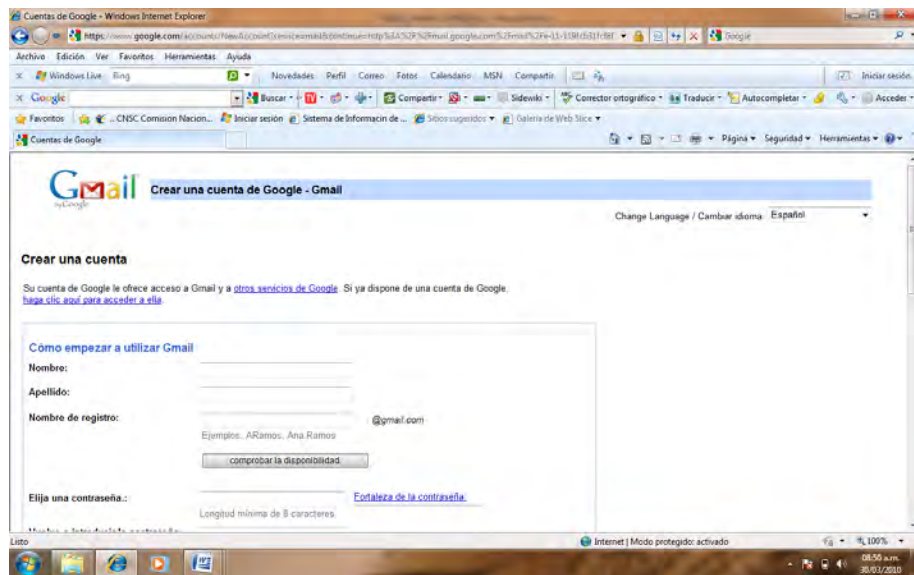 Cuentas de Google - Windows Internet Explorer
Archivo Edición Ver Favoritos Herramientas Ayuda
Windows Live Bing Novedades Perfil Correo Fotos Calendario MSN Compartir Iniciar sesión
Google Buscar Compartir Sidewiki Corrector ortográfico Traducir Autocompletar Acceder
Favoritos CNSC Comision Nacion... Iniciar sesión Sistema de Informacin de ... Sitios sugeridos Galería de Web Slice
Cuentas de Google Página Seguridad Herramientas
Gmail by Google Crear una cuenta de Google - Gmail
Change Language / Cambiar idioma Español
Crear una cuenta
Su cuenta de Google le ofrece acceso a Gmail y a otros servicios de Google. Si ya dispone de una cuenta de Google,
haga clic aquí para acceder a ella.
Cómo empezar a utilizar Gmail
Nombre:
Apellido:
Nombre de registro: @gmail.com
Ejemplos: ARamos, Ana.Ramos
comprobar la disponibilidad
Elija una contraseña.: Fortaleza de la contraseña:
Longitud mínima de 8 caracteres.
Listo Internet | Modo protegido: activado 100%
08:50 a.m.
30/03/2010